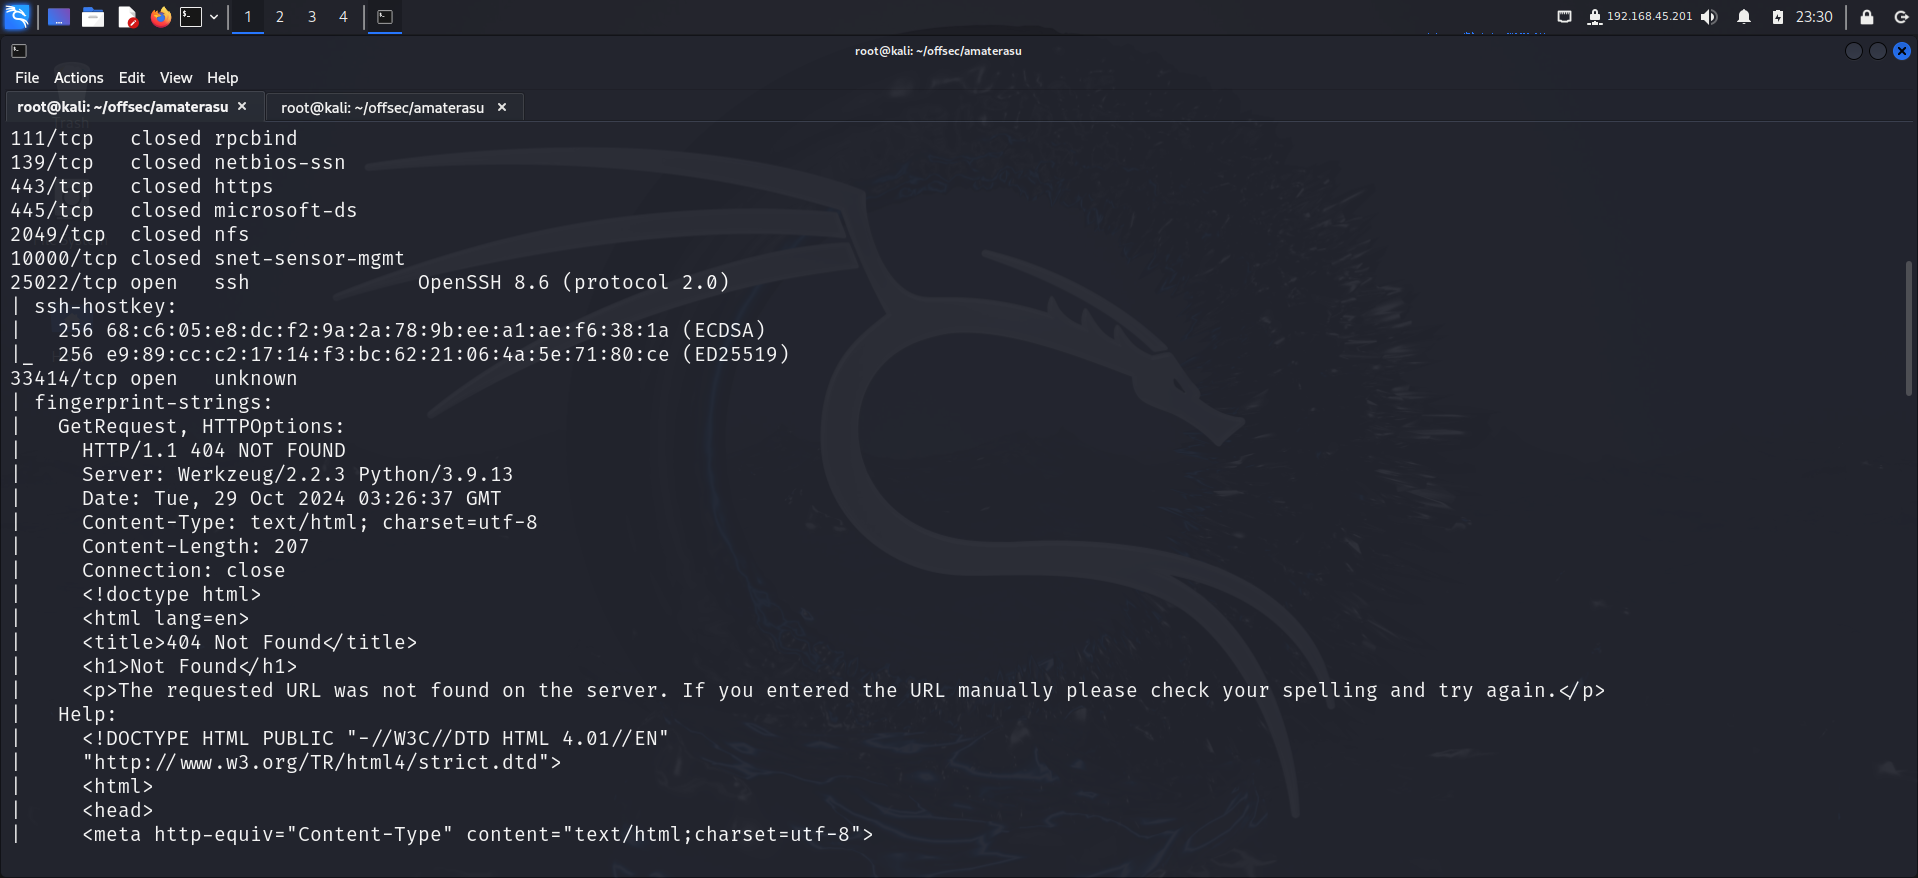 1 2 3 4 192.168.45.201 23:30
root@kali: ~/offsec/amaterasu
File Actions Edit View Help
root@kali: ~/offsec/amaterasu × root@kali: ~/offsec/amaterasu ×
111/tcp   closed rpcbind
139/tcp   closed netbios-ssn
443/tcp   closed https
445/tcp   closed microsoft-ds
2049/tcp  closed nfs
10000/tcp closed snet-sensor-mgmt
25022/tcp open   ssh              OpenSSH 8.6 (protocol 2.0)
| ssh-hostkey:
|   256 68:c6:05:e8:dc:f2:9a:2a:78:9b:ee:a1:ae:f6:38:1a (ECDSA)
|_  256 e9:89:cc:c2:17:14:f3:bc:62:21:06:4a:5e:71:80:ce (ED25519)
33414/tcp open   unknown
| fingerprint-strings:
|   GetRequest, HTTPOptions:
|     HTTP/1.1 404 NOT FOUND
|     Server: Werkzeug/2.2.3 Python/3.9.13
|     Date: Tue, 29 Oct 2024 03:26:37 GMT
|     Content-Type: text/html; charset=utf-8
|     Content-Length: 207
|     Connection: close
|     <!doctype html>
|     <html lang=en>
|     <title>404 Not Found</title>
|     <h1>Not Found</h1>
|     <p>The requested URL was not found on the server. If you entered the URL manually please check your spelling and try again.</p>
|   Help:
|     <!DOCTYPE HTML PUBLIC "-//W3C//DTD HTML 4.01//EN"
|     "http://www.w3.org/TR/html4/strict.dtd">
|     <html>
|     <head>
|     <meta http-equiv="Content-Type" content="text/html;charset=utf-8">